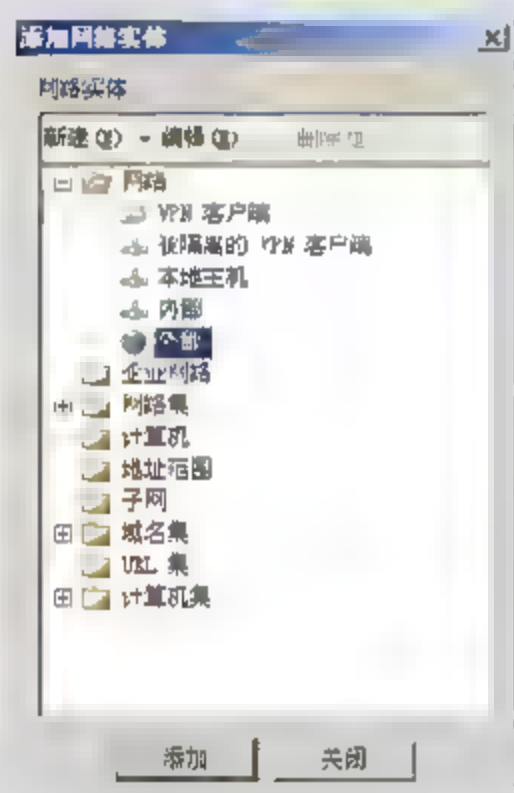 添加网络实体
网络实体
新建(W) - 编辑(E)
网络
VPN 客户端
被隔离的 VPN 客户端
本地主机
内部
外部
企业网络
网络集
计算机
地址范围
子网
域名集
URL 集
计算机集
添加 关闭